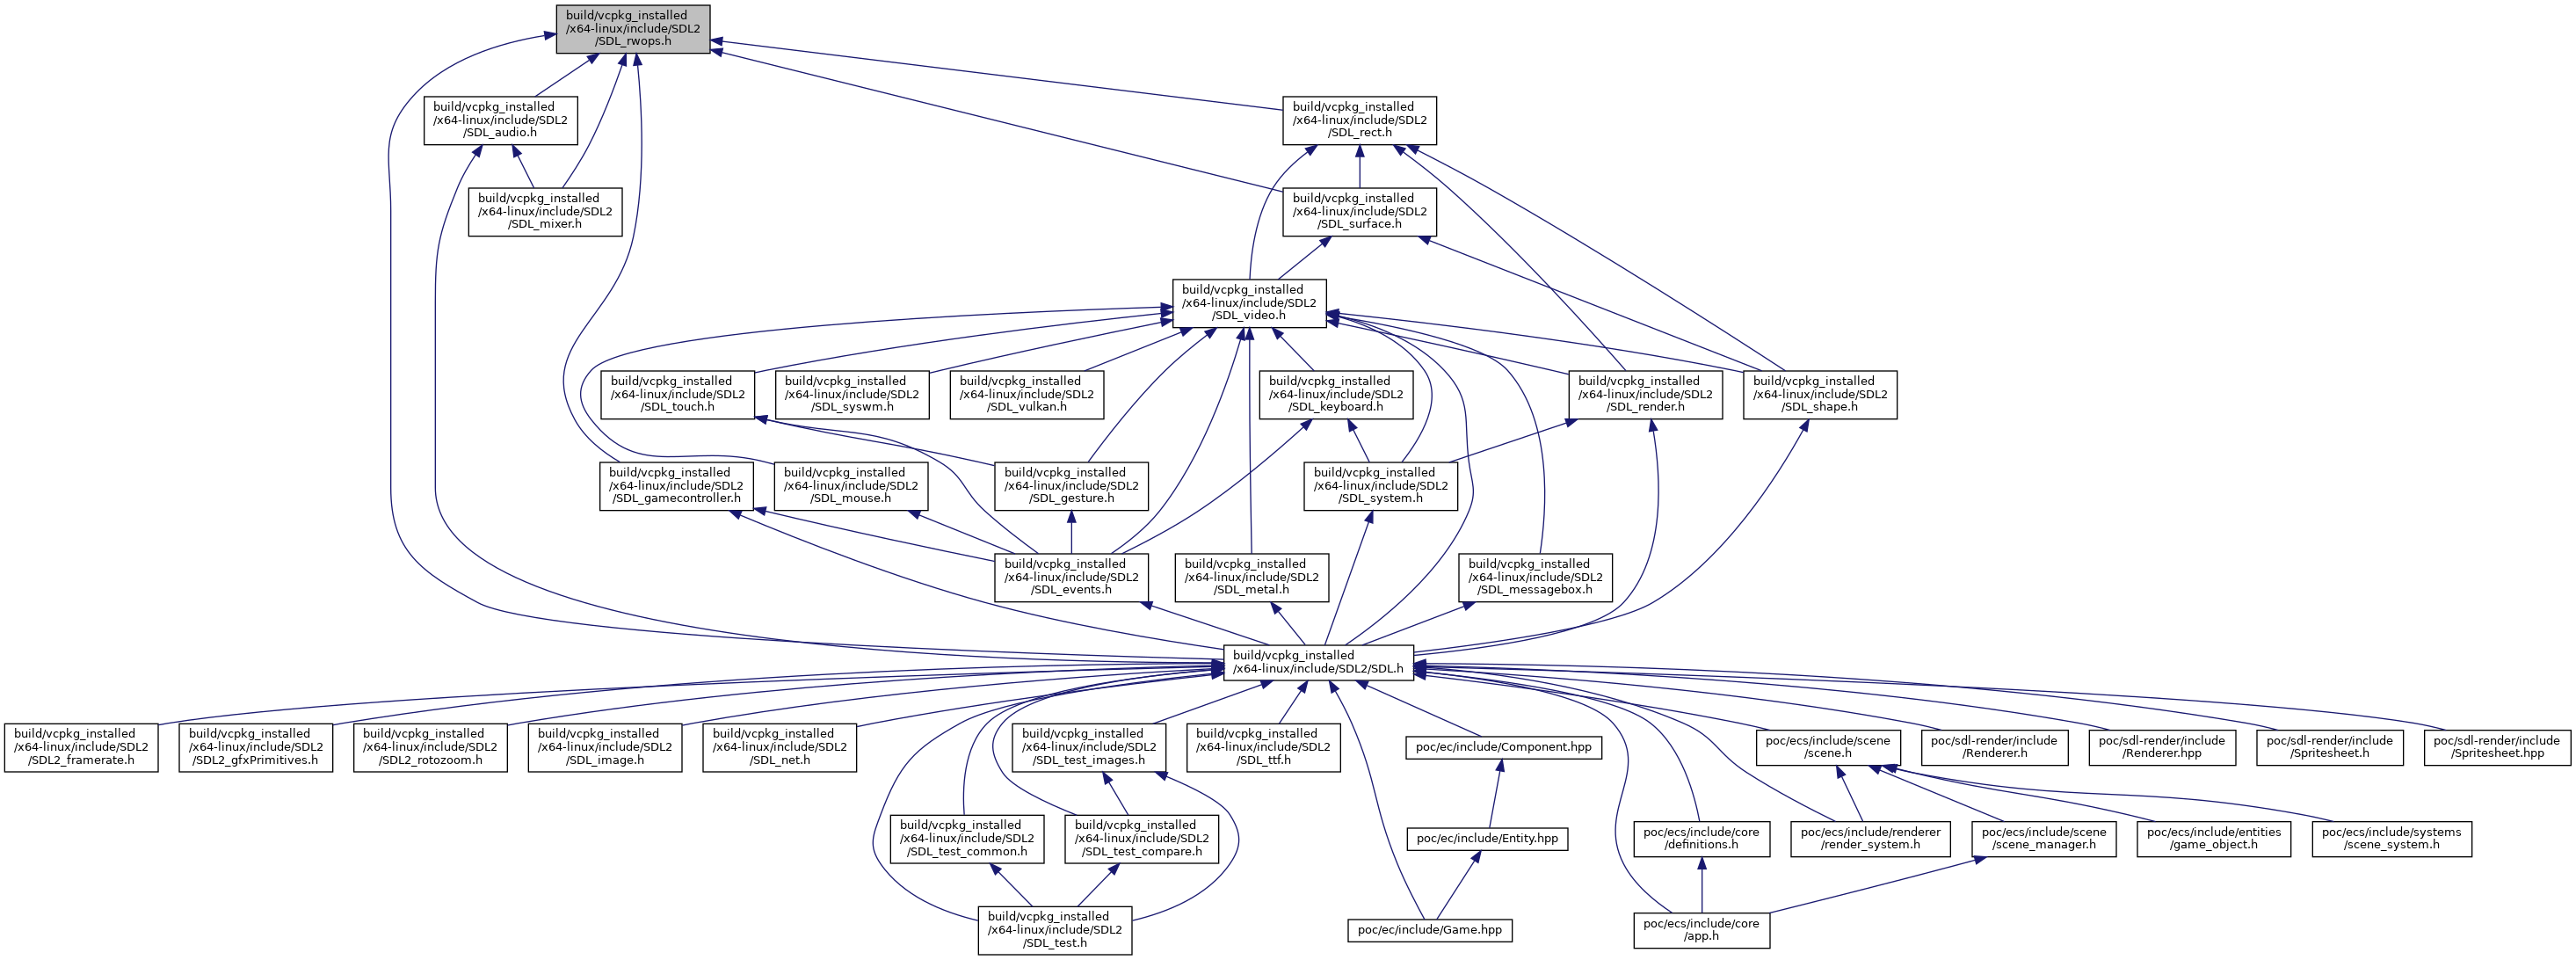 build/vcpkg_installed
/x64-linux/include/SDL2
/SDL_rwops.h
build/vcpkg_installed
/x64-linux/include/SDL2
/SDL_audio.h
build/vcpkg_installed
/x64-linux/include/SDL2
/SDL_rect.h
build/vcpkg_installed
/x64-linux/include/SDL2
/SDL_mixer.h
build/vcpkg_installed
/x64-linux/include/SDL2
/SDL_surface.h
build/vcpkg_installed
/x64-linux/include/SDL2
/SDL_video.h
build/vcpkg_installed
/x64-linux/include/SDL2
/SDL_touch.h
build/vcpkg_installed
/x64-linux/include/SDL2
/SDL_syswm.h
build/vcpkg_installed
/x64-linux/include/SDL2
/SDL_vulkan.h
build/vcpkg_installed
/x64-linux/include/SDL2
/SDL_keyboard.h
build/vcpkg_installed
/x64-linux/include/SDL2
/SDL_render.h
build/vcpkg_installed
/x64-linux/include/SDL2
/SDL_shape.h
build/vcpkg_installed
/x64-linux/include/SDL2
/SDL_gamecontroller.h
build/vcpkg_installed
/x64-linux/include/SDL2
/SDL_mouse.h
build/vcpkg_installed
/x64-linux/include/SDL2
/SDL_gesture.h
build/vcpkg_installed
/x64-linux/include/SDL2
/SDL_system.h
build/vcpkg_installed
/x64-linux/include/SDL2
/SDL_events.h
build/vcpkg_installed
/x64-linux/include/SDL2
/SDL_metal.h
build/vcpkg_installed
/x64-linux/include/SDL2
/SDL_messagebox.h
build/vcpkg_installed
/x64-linux/include/SDL2/SDL.h
build/vcpkg_installed
/x64-linux/include/SDL2
/SDL2_framerate.h
build/vcpkg_installed
/x64-linux/include/SDL2
/SDL2_gfxPrimitives.h
build/vcpkg_installed
/x64-linux/include/SDL2
/SDL2_rotozoom.h
build/vcpkg_installed
/x64-linux/include/SDL2
/SDL_image.h
build/vcpkg_installed
/x64-linux/include/SDL2
/SDL_net.h
build/vcpkg_installed
/x64-linux/include/SDL2
/SDL_test_images.h
build/vcpkg_installed
/x64-linux/include/SDL2
/SDL_ttf.h
poc/ec/include/Component.hpp
poc/ecs/include/scene
/scene.h
poc/sdl-render/include
/Renderer.h
poc/sdl-render/include
/Renderer.hpp
poc/sdl-render/include
/Spritesheet.h
poc/sdl-render/include
/Spritesheet.hpp
build/vcpkg_installed
/x64-linux/include/SDL2
/SDL_test_common.h
build/vcpkg_installed
/x64-linux/include/SDL2
/SDL_test_compare.h
poc/ec/include/Entity.hpp
poc/ecs/include/core
/definitions.h
poc/ecs/include/renderer
/render_system.h
poc/ecs/include/scene
/scene_manager.h
poc/ecs/include/entities
/game_object.h
poc/ecs/include/systems
/scene_system.h
build/vcpkg_installed
/x64-linux/include/SDL2
/SDL_test.h
poc/ec/include/Game.hpp
poc/ecs/include/core
/app.h